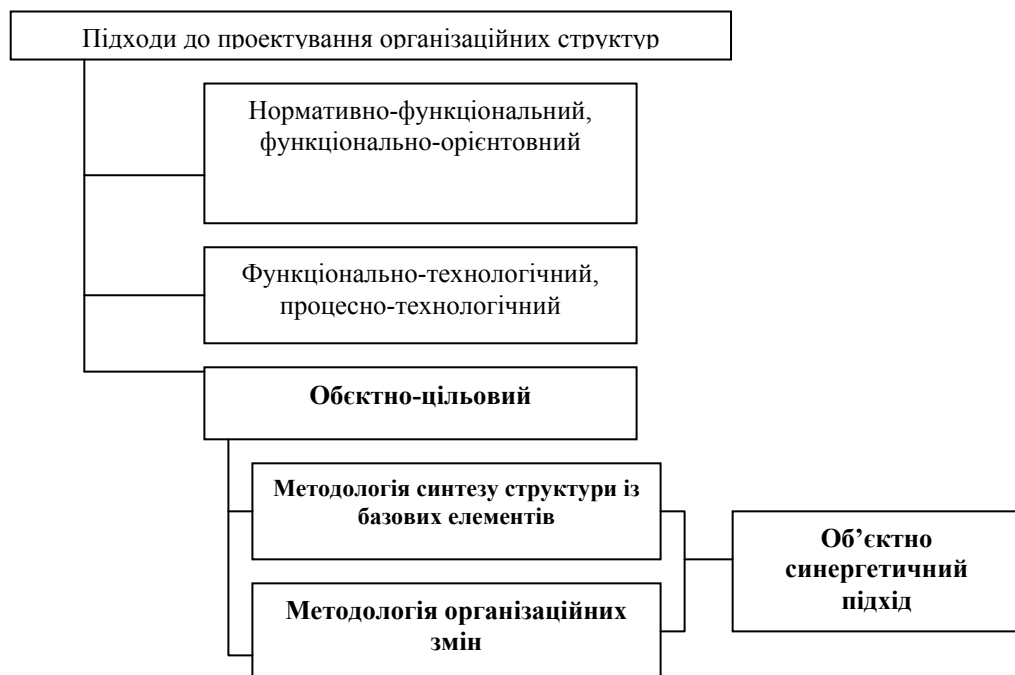 Підходи до проектування організаційних структур
Нормативно-функціональний,
функціонально-орієнтовний
Функціонально-технологічний,
процесно-технологічний
Обєктно-цільовий
Методологія синтезу структури із
базових елементів
Методологія організаційних
змін
Об’єктно
синергетичний
підхід